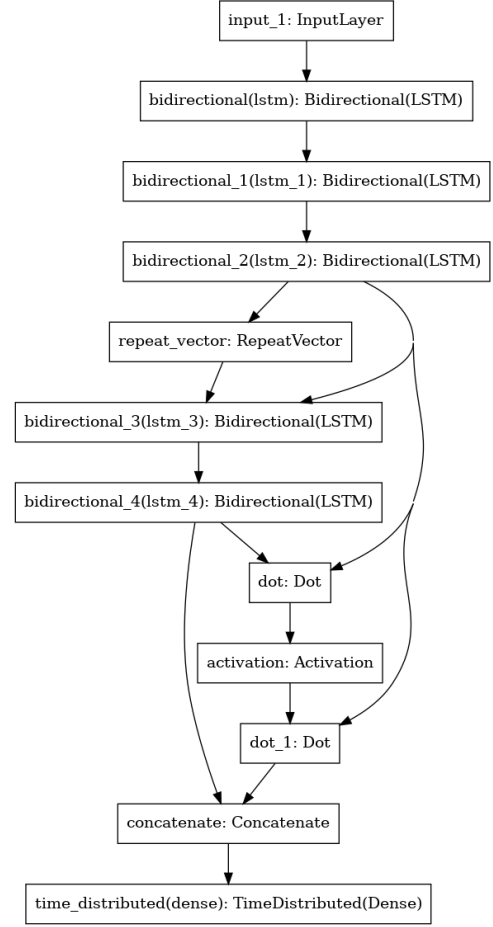 input_1: InputLayer
bidirectional(lstm): Bidirectional(LSTM)
bidirectional_1(lstm_1): Bidirectional(LSTM)
bidirectional_2(lstm_2): Bidirectional(LSTM)
repeat_vector: RepeatVector
bidirectional_3(lstm_3): Bidirectional(LSTM)
bidirectional_4(lstm_4): Bidirectional(LSTM)
dot: Dot
activation: Activation
dot_1: Dot
concatenate: Concatenate
time_distributed(dense): TimeDistributed(Dense)